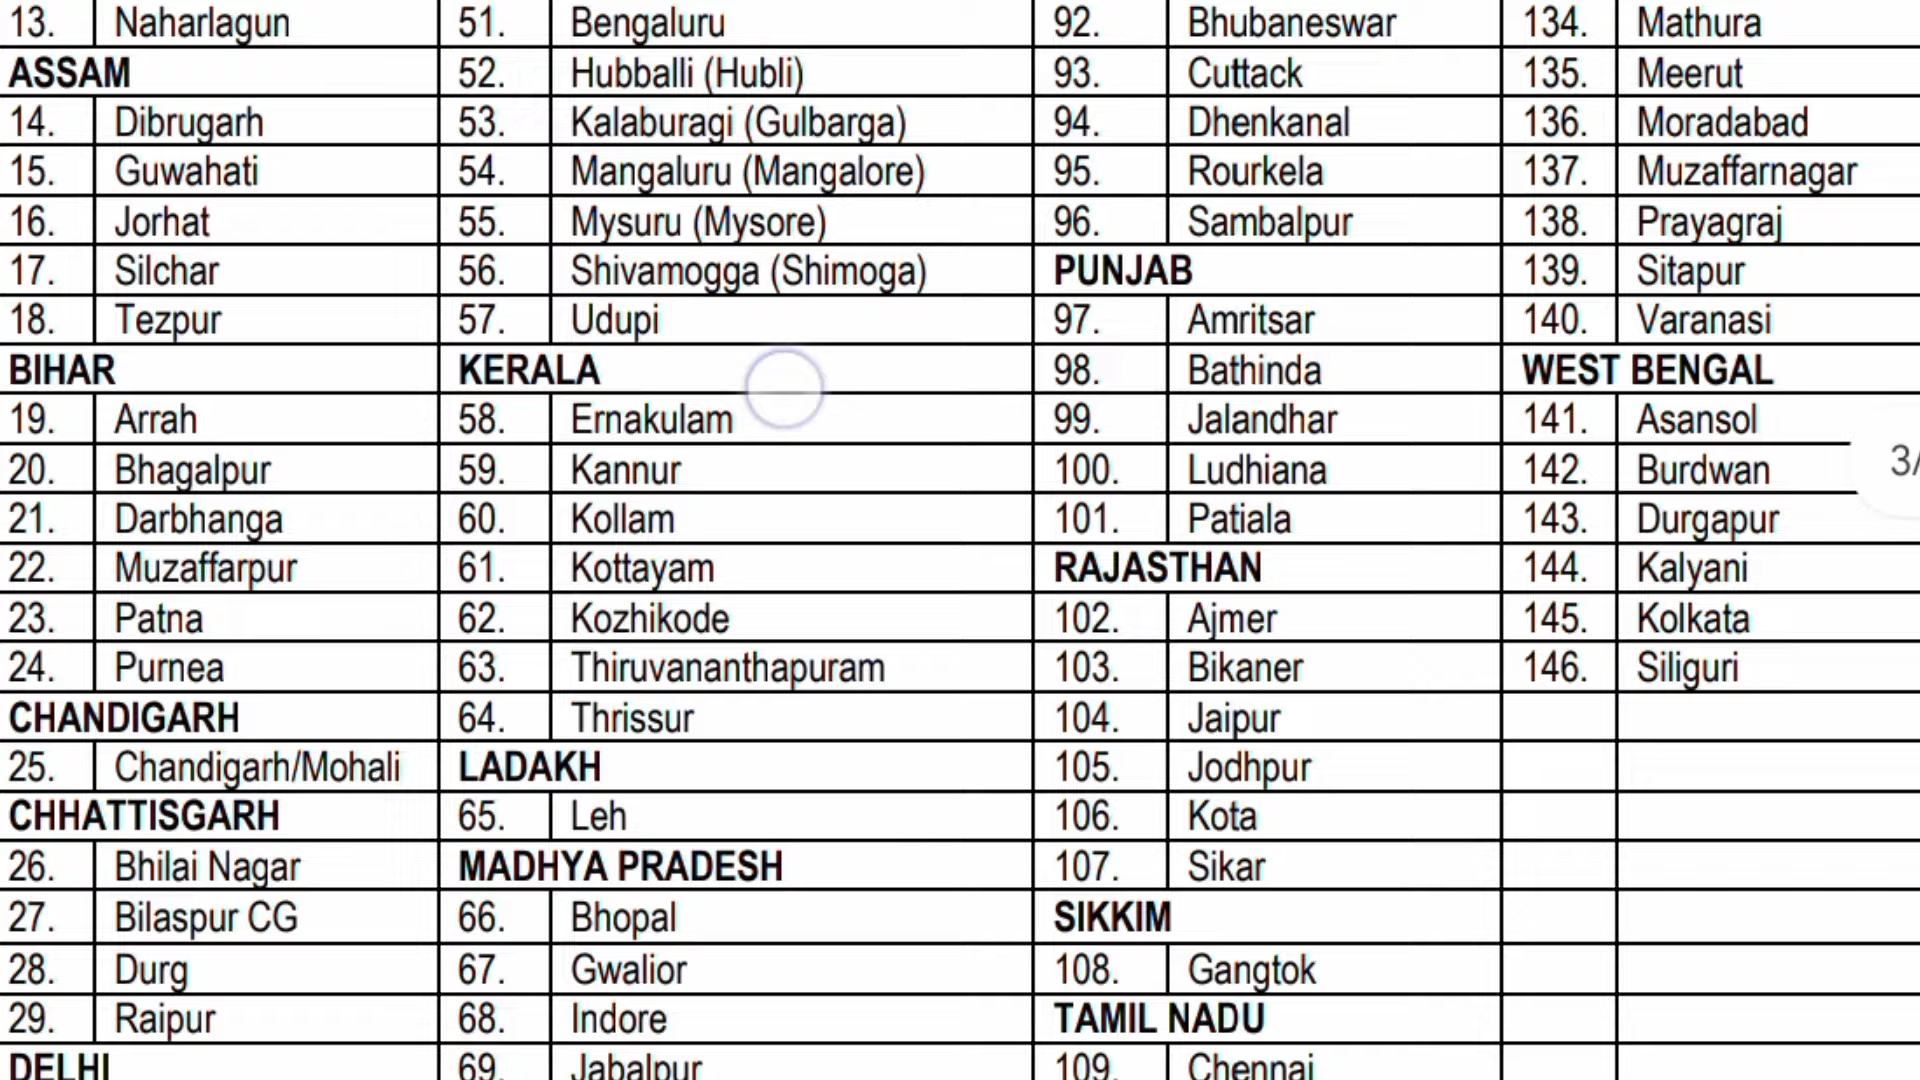 13. Naharlagun
ASSAM
14. Dibrugarh
15. Guwahati
16. Jorhat
17. Silchar
18. Tezpur
BIHAR
19. Arrah
20. Bhagalpur
21. Darbhanga
22. Muzaffarpur
23. Patna
24. Purnea
CHANDIGARH
25. Chandigarh/Mohali
CHHATTISGARH
26. Bhilai Nagar
27. Bilaspur CG
28. Durg
29. Raipur
DELHI
51. Bengaluru
52. Hubballi (Hubli)
53. Kalaburagi (Gulbarga)
54. Mangaluru (Mangalore)
55. Mysuru (Mysore)
56. Shivamogga (Shimoga)
57. Udupi
KERALA
58. Ernakulam
59. Kannur
60. Kollam
61. Kottayam
62. Kozhikode
63. Thiruvananthapuram
64. Thrissur
LADAKH
65. Leh
MADHYA PRADESH
66. Bhopal
67. Gwalior
68. Indore
69. Jabalpur
92. Bhubaneswar
93. Cuttack
94. Dhenkanal
95. Rourkela
96. Sambalpur
PUNJAB
97. Amritsar
98. Bathinda
99. Jalandhar
100. Ludhiana
101. Patiala
RAJASTHAN
102. Ajmer
103. Bikaner
104. Jaipur
105. Jodhpur
106. Kota
107. Sikar
SIKKIM
108. Gangtok
TAMIL NADU
109. Chennai
134. Mathura
135. Meerut
136. Moradabad
137. Muzaffarnagar
138. Prayagraj
139. Sitapur
140. Varanasi
WEST BENGAL
141. Asansol
142. Burdwan
143. Durgapur
144. Kalyani
145. Kolkata
146. Siliguri
3/